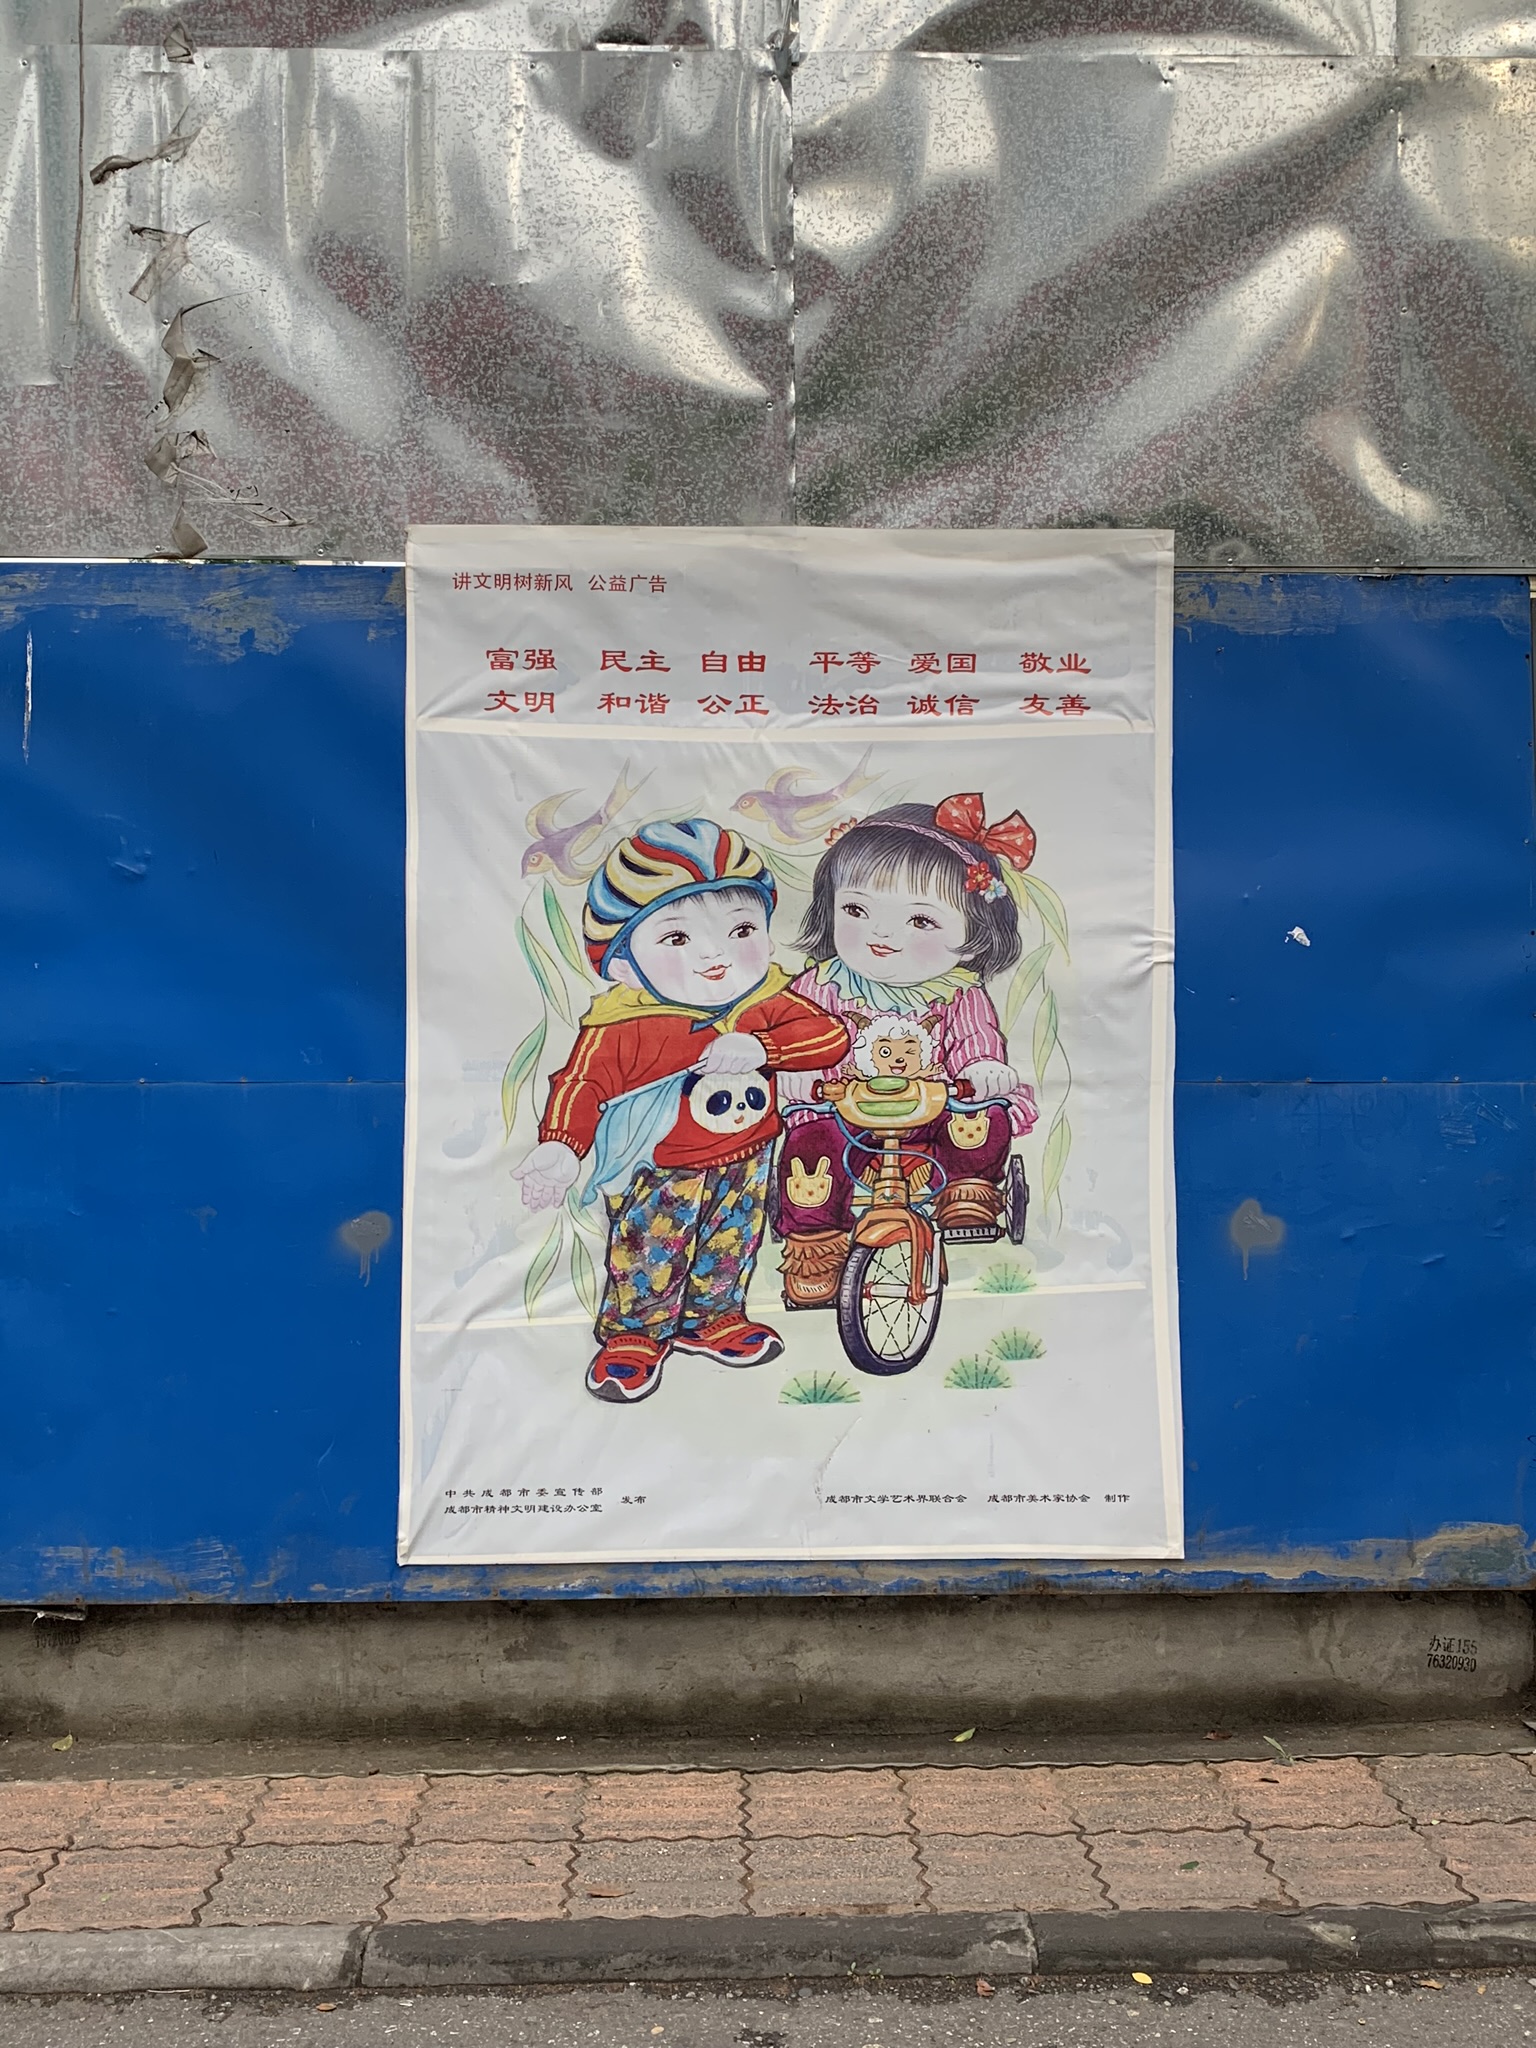 讲文明树新风 公益广告
富强 民主 自由 平等 爱国 敬业
文明 和谐 公正 法治 诚信 友善
中共成都市委宣传部
成都市精神文明建设办公室 发布
成都市文学艺术界联合会 成都市美术家协会 制作
办证155
76320930